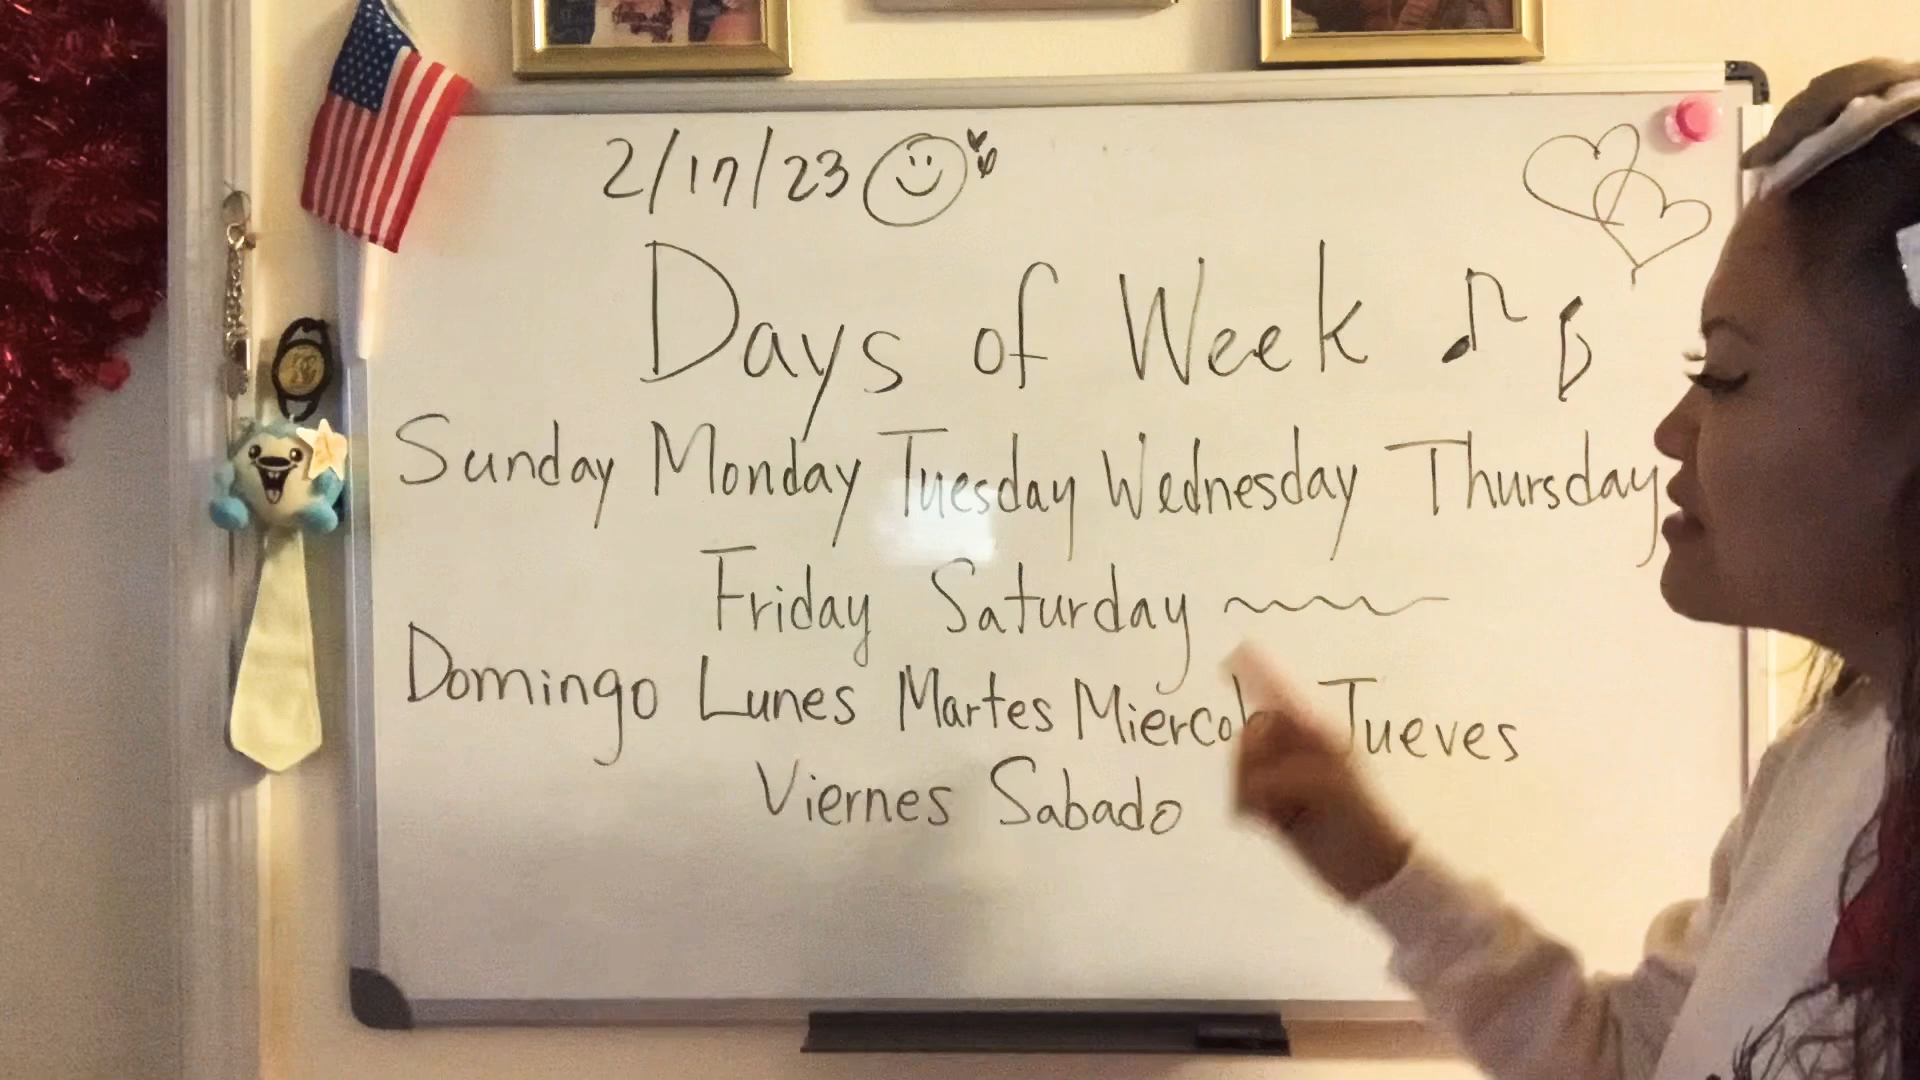 2/17/23
Days of Week
Sunday Monday Tuesday Wednesday Thursday
Friday Saturday
Domingo Lunes Martes Jueves
Viernes Sabado